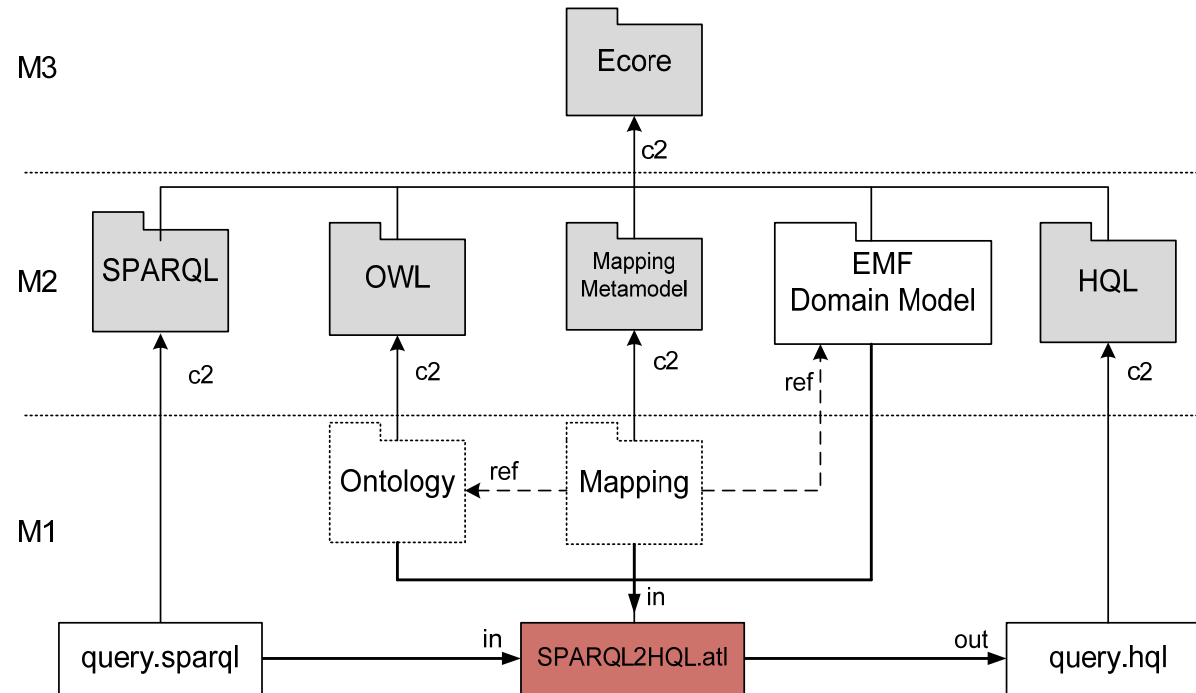 M3
Ecore
c2
M2
SPARQL
OWL
Mapping
Metamodel
EMF
Domain Model
HQL
c2
c2
c2
ref
c2
M1
Ontology
ref
Mapping
in
query.sparql
in
SPARQL2HQL.atl
out
query.hql